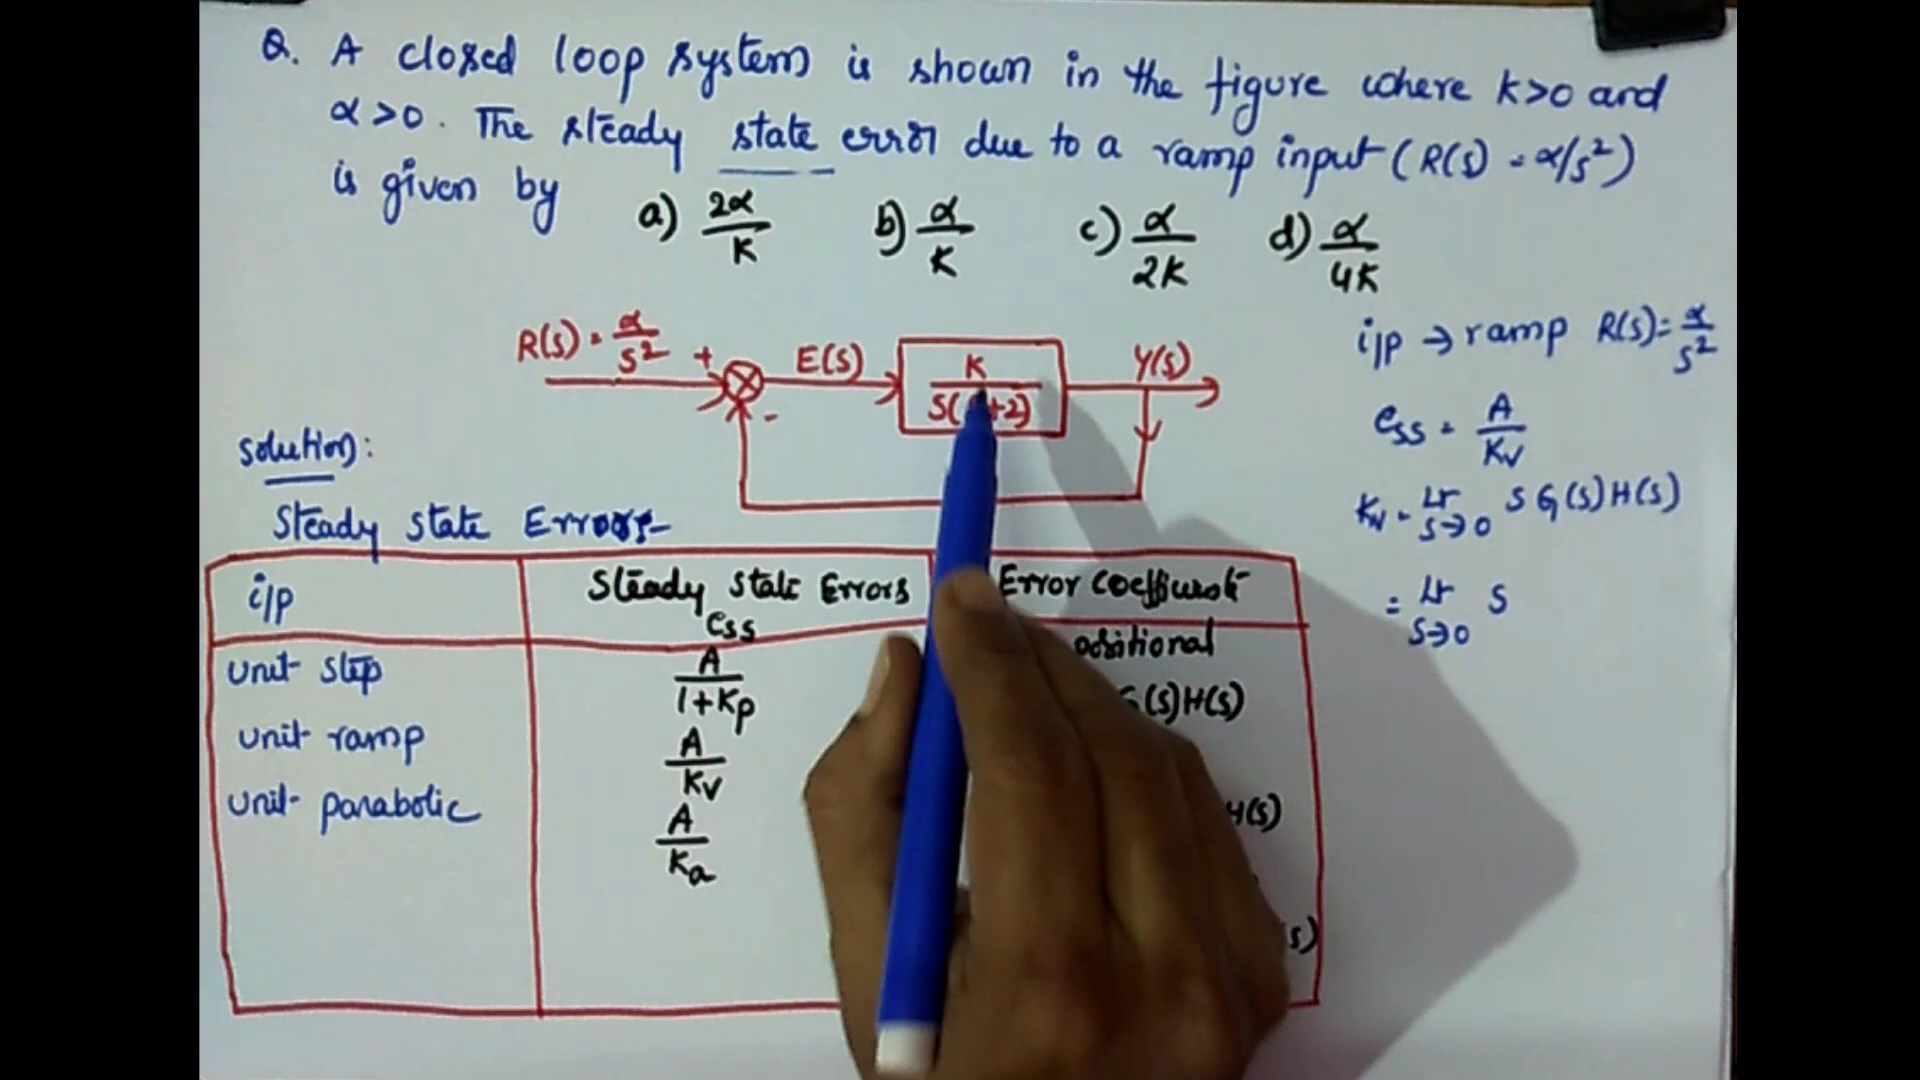 Q. A closed loop system is shown in the figure where K>0 and
α>0. The steady state error due to a ramp input (R(s) = α/s²)
is given by a) 2α/K b) α/K c) α/2K d) α/4K
R(s) = α/s² + E(s) K/S( +2) Y(s)
-
i/p → ramp R(s) = α/s²
ess = A/Kv
Kv = Lt s→0 S G(s) H(s)
= Lt s→0 S
Solution:
Steady State Errors
i/p Steady State Errors ess Error coefficient
unit step A/1+Kp G(s)H(s)
unit ramp A/Kv H(s)
unit parabolic A/Ka